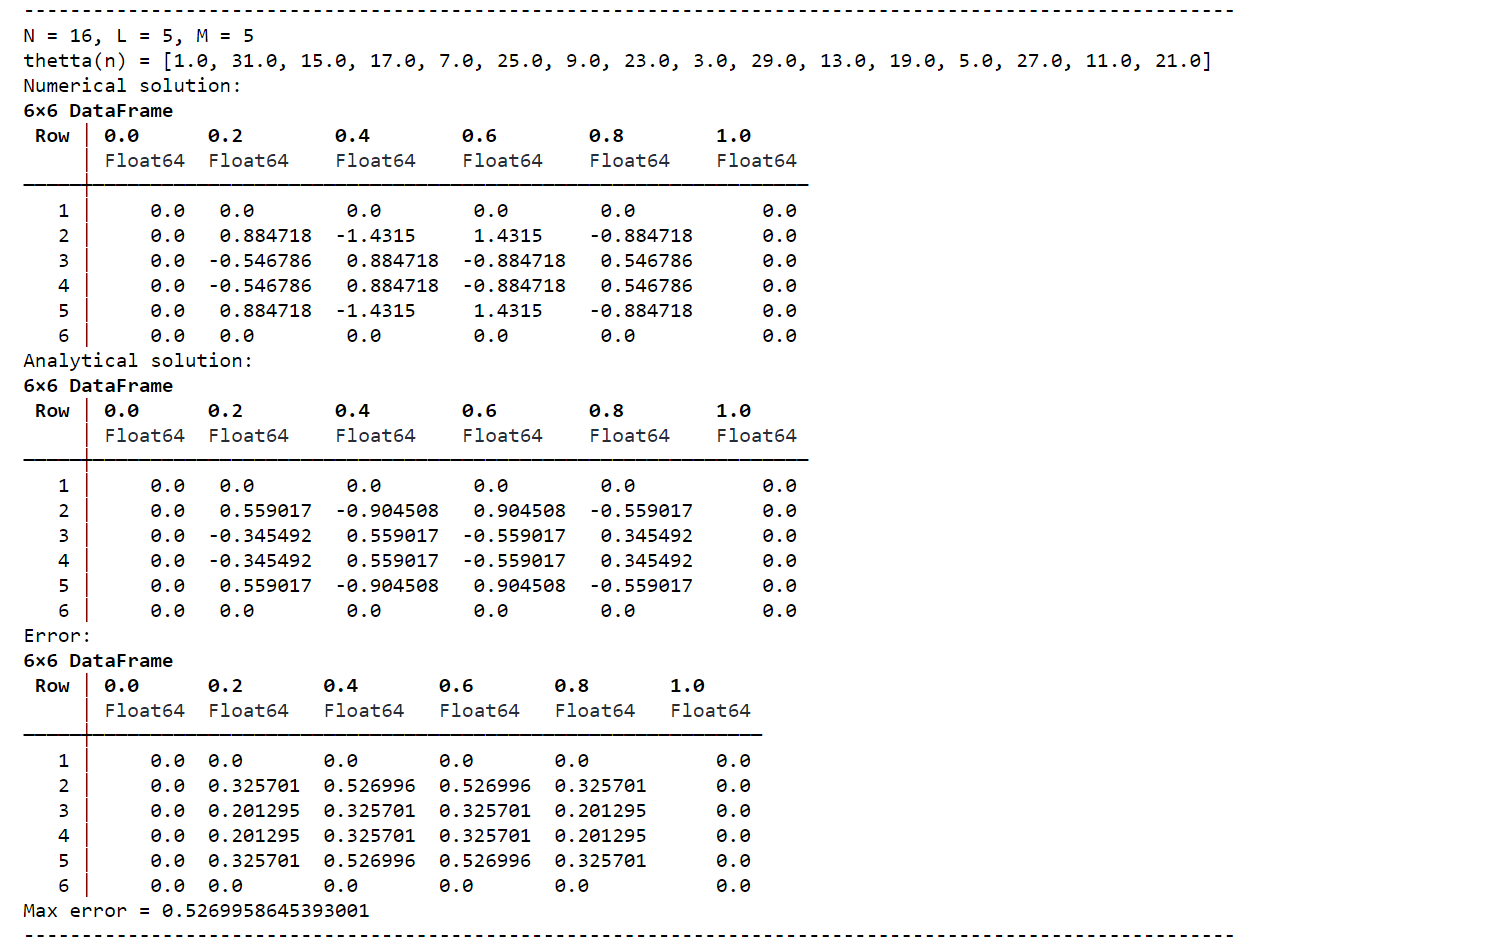 --------------------------------------------------------------------------------------------------------
N = 16, L = 5, M = 5
thetta(n) = [1.0, 31.0, 15.0, 17.0, 7.0, 25.0, 9.0, 23.0, 3.0, 29.0, 13.0, 19.0, 5.0, 27.0, 11.0, 21.0]
Numerical solution:
6×6 DataFrame
Row │ 0.0 0.2 0.4 0.6 0.8 1.0
│ Float64 Float64 Float64 Float64 Float64 Float64
1 │ 0.0 0.0 0.0 0.0 0.0 0.0
2 │ 0.0 0.884718 -1.4315 1.4315 -0.884718 0.0
3 │ 0.0 -0.546786 0.884718 -0.884718 0.546786 0.0
4 │ 0.0 -0.546786 0.884718 -0.884718 0.546786 0.0
5 │ 0.0 0.884718 -1.4315 1.4315 -0.884718 0.0
6 │ 0.0 0.0 0.0 0.0 0.0 0.0
Analytical solution:
6×6 DataFrame
Row │ 0.0 0.2 0.4 0.6 0.8 1.0
│ Float64 Float64 Float64 Float64 Float64 Float64
1 │ 0.0 0.0 0.0 0.0 0.0 0.0
2 │ 0.0 0.559017 -0.904508 0.904508 -0.559017 0.0
3 │ 0.0 -0.345492 0.559017 -0.559017 0.345492 0.0
4 │ 0.0 -0.345492 0.559017 -0.559017 0.345492 0.0
5 │ 0.0 0.559017 -0.904508 0.904508 -0.559017 0.0
6 │ 0.0 0.0 0.0 0.0 0.0 0.0
Error:
6×6 DataFrame
Row │ 0.0 0.2 0.4 0.6 0.8 1.0
│ Float64 Float64 Float64 Float64 Float64 Float64
1 │ 0.0 0.0 0.0 0.0 0.0 0.0
2 │ 0.0 0.325701 0.526996 0.526996 0.325701 0.0
3 │ 0.0 0.201295 0.325701 0.325701 0.201295 0.0
4 │ 0.0 0.201295 0.325701 0.325701 0.201295 0.0
5 │ 0.0 0.325701 0.526996 0.526996 0.325701 0.0
6 │ 0.0 0.0 0.0 0.0 0.0 0.0
Max error = 0.5269958645393001
--------------------------------------------------------------------------------------------------------